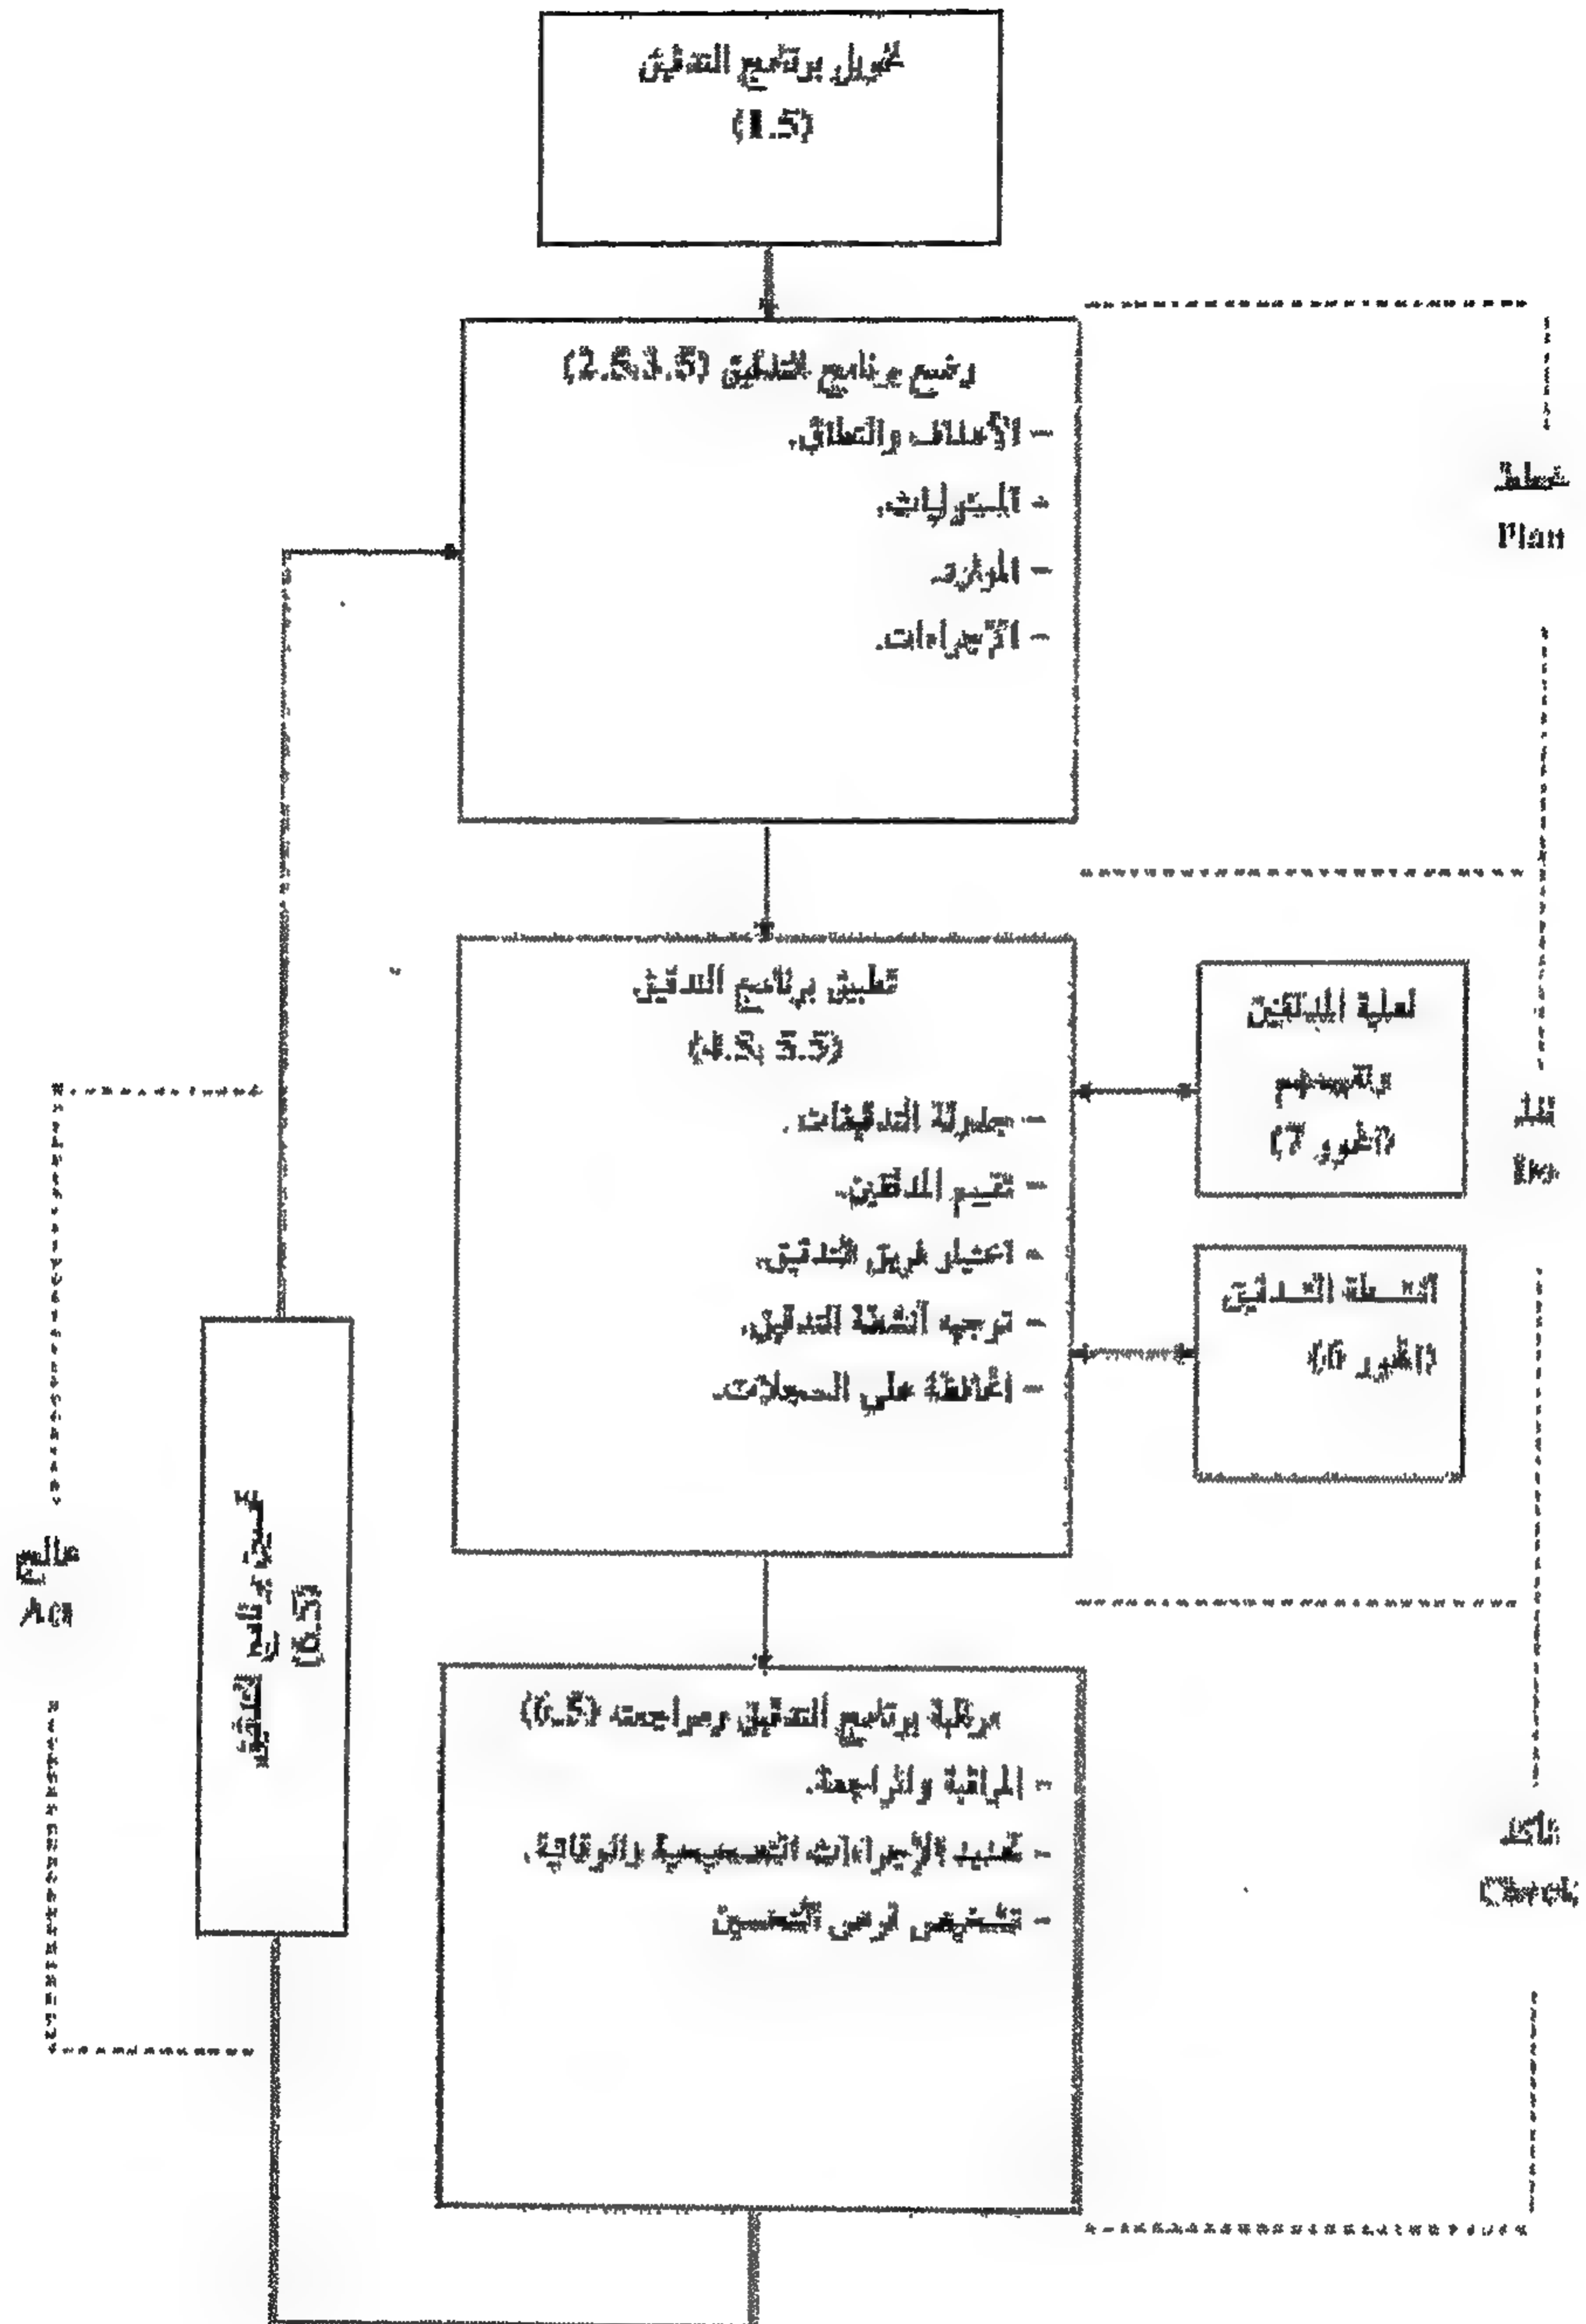 تخويل برنامج التدقيق
(1.5)
وضع برنامج التدقيق (2.5،3.5)
- الأهداف والنطاق.
- المسؤوليات.
- الموارد.
- الإجراءات.
خطط
Plan
تطبيق برنامج التدقيق
(4.5، 5.5)
- جدولة التدقيقات.
- تقييم المدققين.
- اختيار فريق التدقيق.
- توجيه أنشطة التدقيق.
- المحافظة على السجلات.
أهلية المدققين
وتقييمهم
(المحور 7)
أنشطة التدقيق
(المحور 6)
نفذ
Do
تحسين برنامج التدقيق
(6.5)
عالج
Act
مراقبة برنامج التدقيق ومراجعته (6.5)
- المراقبة والمراجعة.
- تحديد الإجراءات التصحيحية والوقائية.
- تشخيص فرص التحسين
تأكد
Check